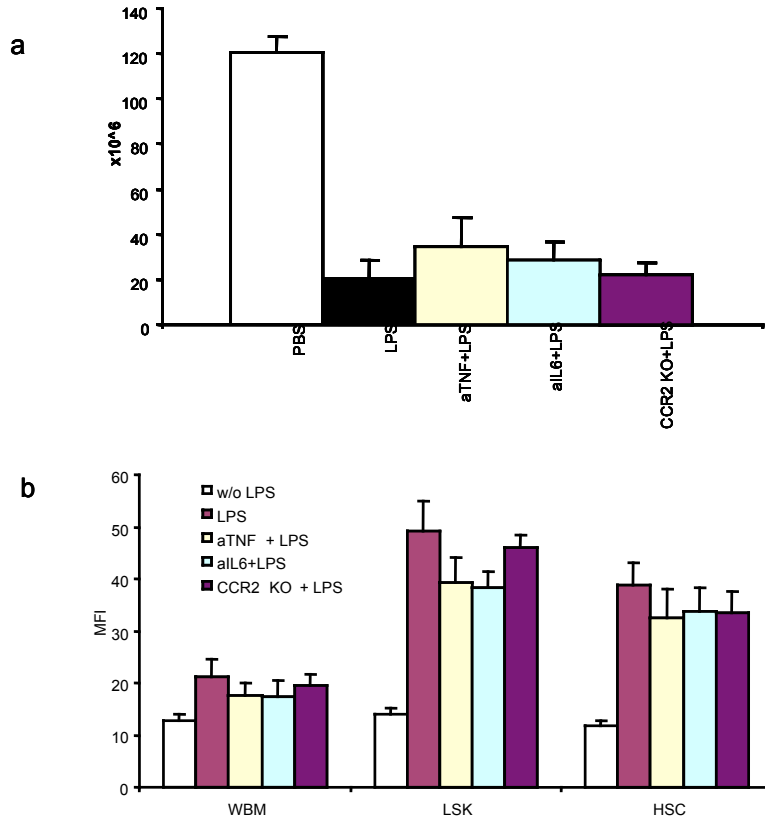 a
x10^6
140
120
100
80
60
40
20
0
PBS
LPS
aTNF+LPS
aIL6+LPS
CCR2 KO+LPS
b
MFI
60
50
40
30
20
10
0
w/o LPS
LPS
aTNF + LPS
aIL6+LPS
CCR2 KO + LPS
WBM LSK HSC